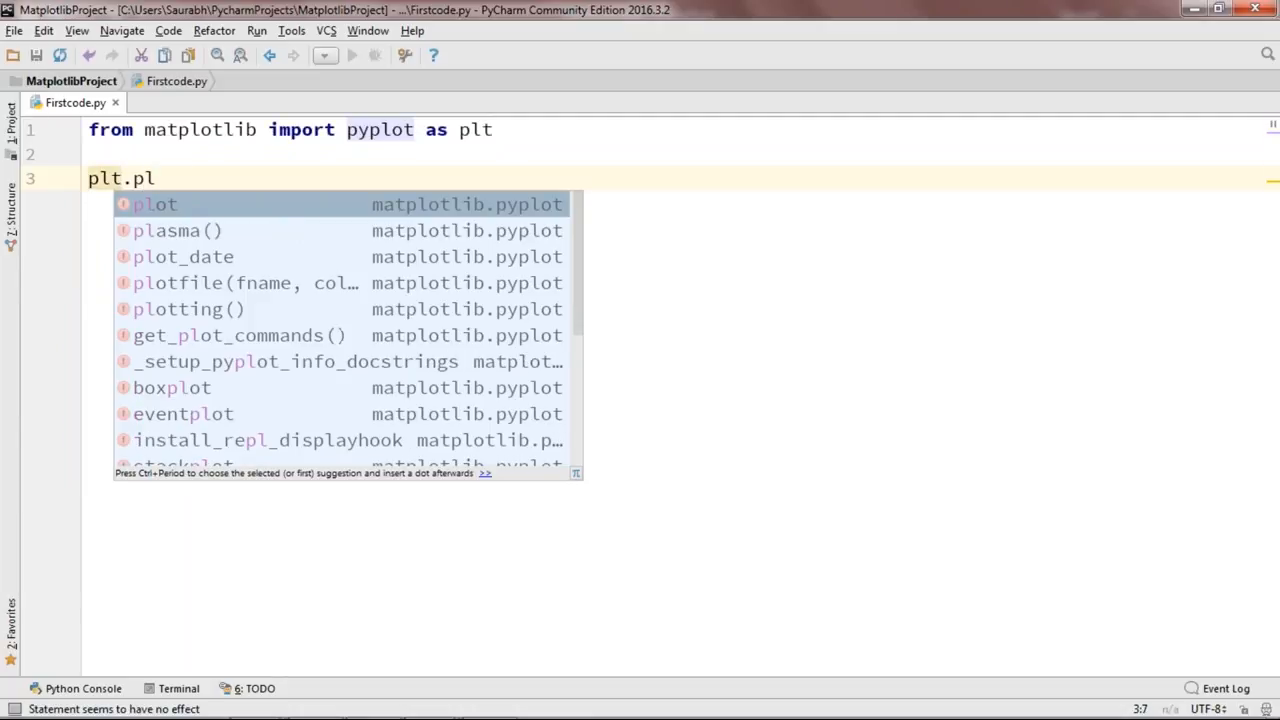 MatplotlibProject - [C:\Users\Saurabh\PycharmProjects\MatplotlibProject] - ...\Firstcode.py - PyCharm Community Edition 2016.3.2
File Edit View Navigate Code Refactor Run Tools VCS Window Help
MatplotlibProject Firstcode.py
Firstcode.py
1: Project
7: Structure
2: Favorites
1 from matplotlib import pyplot as plt
2
3 plt.pl
plot matplotlib.pyplot
plasma() matplotlib.pyplot
plot_date matplotlib.pyplot
plotfile(fname, col… matplotlib.pyplot
plotting() matplotlib.pyplot
get_plot_commands() matplotlib.pyplot
_setup_pyplot_info_docstrings matplot…
boxplot matplotlib.pyplot
eventplot matplotlib.pyplot
install_repl_displayhook matplotlib.p…
stackplot matplotlib.pyplot
Press Ctrl+Period to choose the selected (or first) suggestion and insert a dot afterwards >> π
Python Console Terminal 6: TODO Event Log
Statement seems to have no effect 3:7 n/a UTF-8